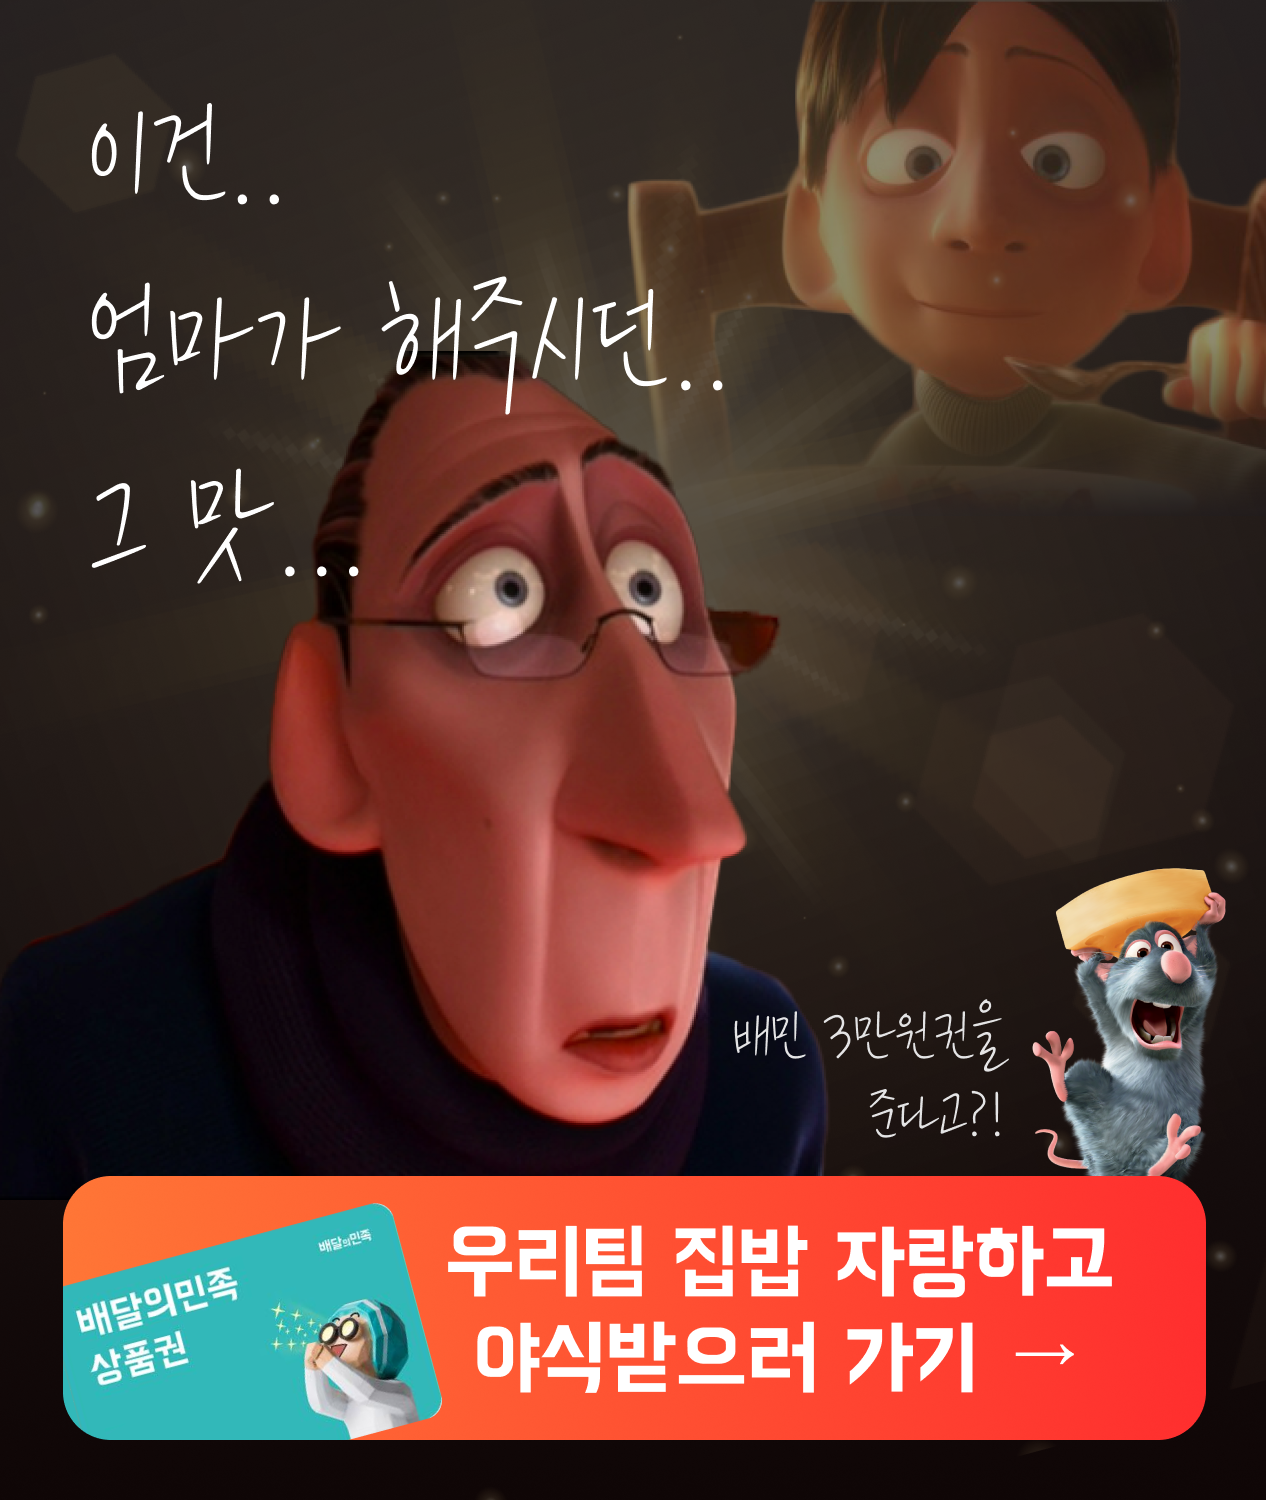 이건..
엄마가 해주시던..
그 맛...
배민 3만원권을
준다고?!
배달의민족
배달의민족
상품권
우리팀 집밥 자랑하고
야식받으러 가기 →